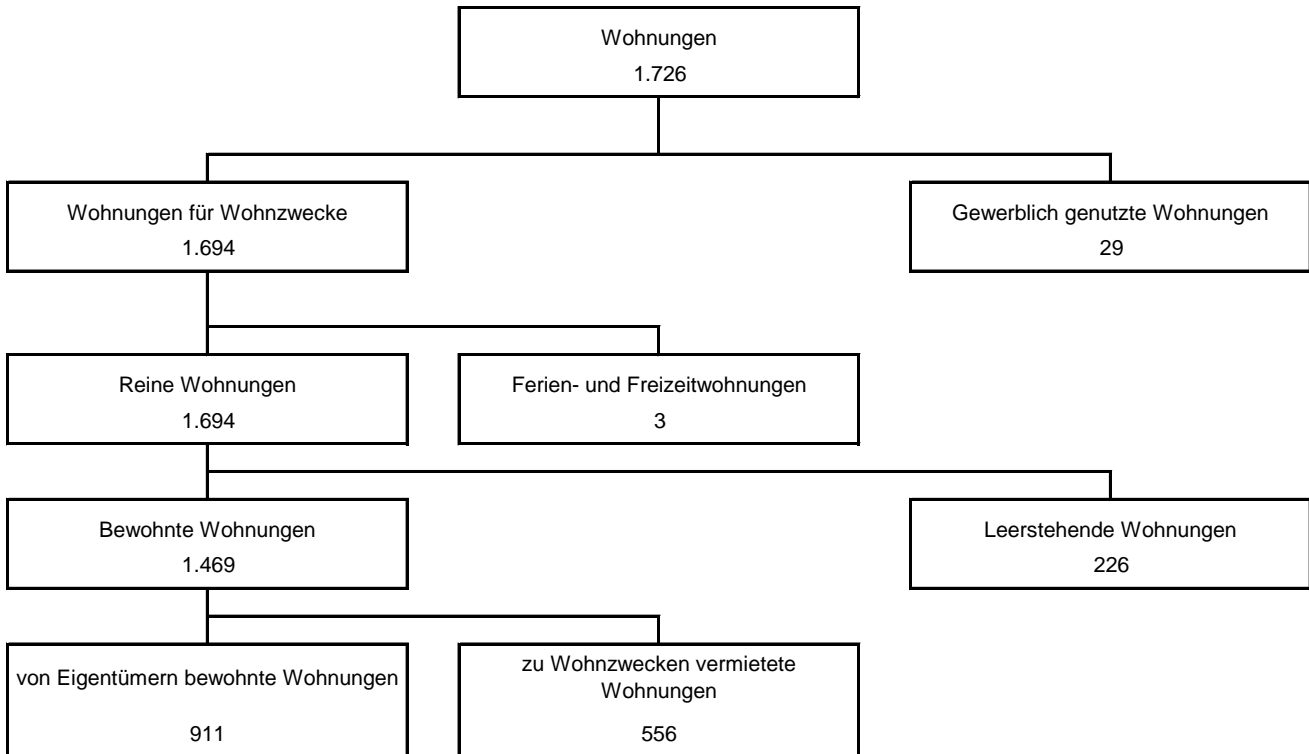 Wohnungen
1.726
Wohnungen für Wohnzwecke
1.694
Gewerblich genutzte Wohnungen
29
Reine Wohnungen
1.694
Ferien- und Freizeitwohnungen
3
Bewohnte Wohnungen
1.469
Leerstehende Wohnungen
226
von Eigentümern bewohnte Wohnungen
911
zu Wohnzwecken vermietete
Wohnungen
556